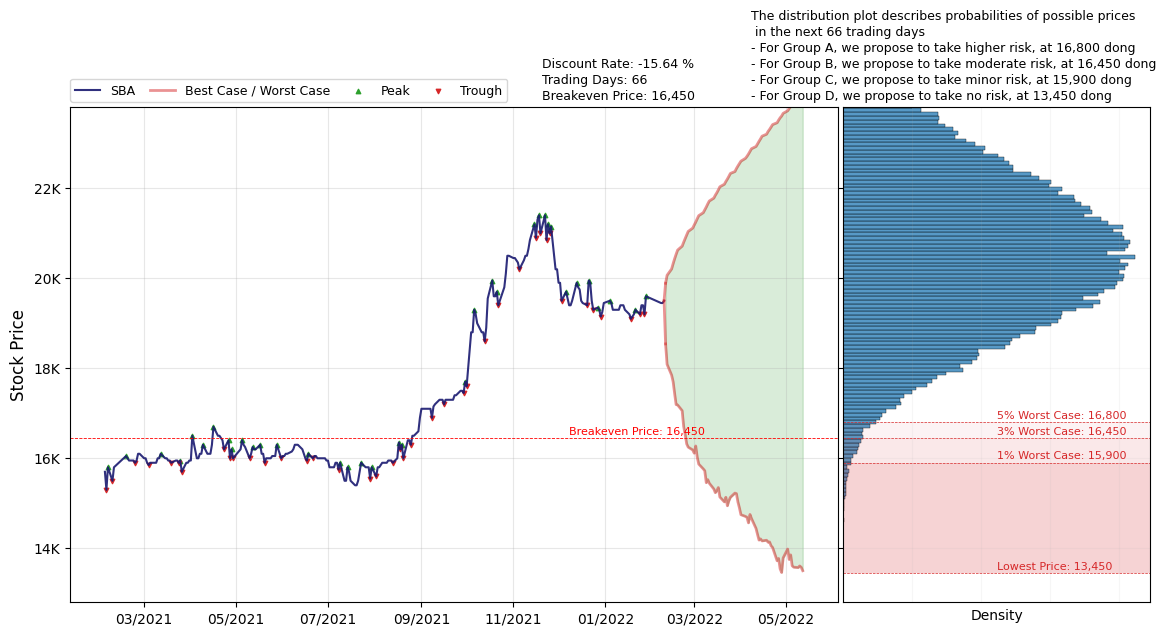 The distribution plot describes probabilities of possible prices
in the next 66 trading days
- For Group A, we propose to take higher risk, at 16,800 dong
- For Group B, we propose to take moderate risk, at 16,450 dong
- For Group C, we propose to take minor risk, at 15,900 dong
- For Group D, we propose to take no risk, at 13,450 dong
Discount Rate: -15.64 %
Trading Days: 66
Breakeven Price: 16,450
SBA
Best Case / Worst Case
Peak
Trough
Stock Price
22K
20K
18K
16K
14K
Breakeven Price: 16,450
5% Worst Case: 16,800
3% Worst Case: 16,450
1% Worst Case: 15,900
Lowest Price: 13,450
03/2021
05/2021
07/2021
09/2021
11/2021
01/2022
03/2022
05/2022
Density